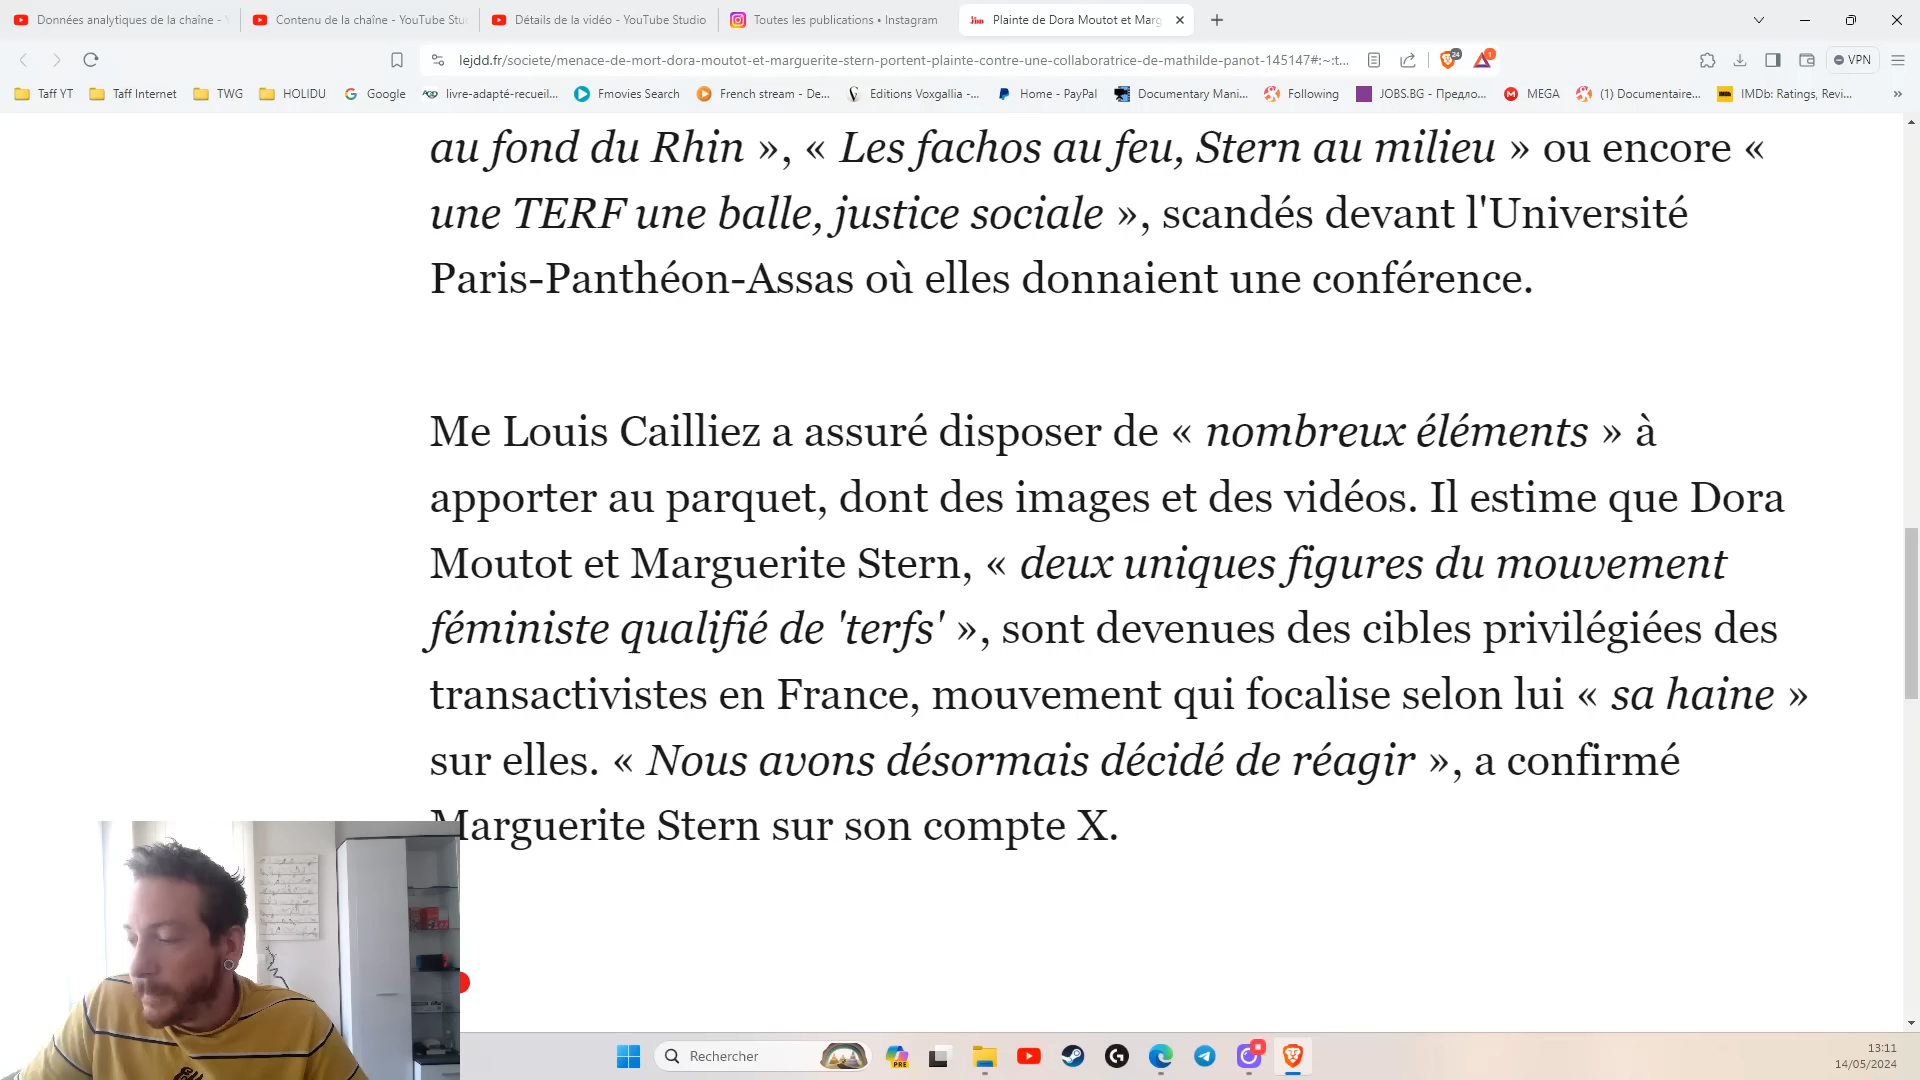 Données analytiques de la chaîne - Y
Contenu de la chaîne - YouTube Stu
Détails de la vidéo - YouTube Studio
Toutes les publications • Instagram
Plainte de Dora Moutot et Marg
lejdd.fr/societe/menace-de-mort-dora-moutot-et-marguerite-stern-portent-plainte-contre-une-collaboratrice-de-mathilde-panot-145147#:~:t...
24
1
VPN
Taff YT
Taff Internet
TWG
HOLIDU
Google
livre-adapté-recueil...
Fmovies Search
French stream - De...
Editions Voxgallia -...
Home - PayPal
Documentary Mani...
Following
JOBS.BG - Предло...
MEGA
(1) Documentaire...
IMDb: Ratings, Revi...
au fond du Rhin », « Les fachos au feu, Stern au milieu » ou encore «
une TERF une balle, justice sociale », scandés devant l'Université
Paris-Panthéon-Assas où elles donnaient une conférence.
Me Louis Cailliez a assuré disposer de « nombreux éléments » à
apporter au parquet, dont des images et des vidéos. Il estime que Dora
Moutot et Marguerite Stern, « deux uniques figures du mouvement
féministe qualifié de 'terfs' », sont devenues des cibles privilégiées des
transactivistes en France, mouvement qui focalise selon lui « sa haine »
sur elles. « Nous avons désormais décidé de réagir », a confirmé
Marguerite Stern sur son compte X.
Rechercher
PRE
13:11
14/05/2024